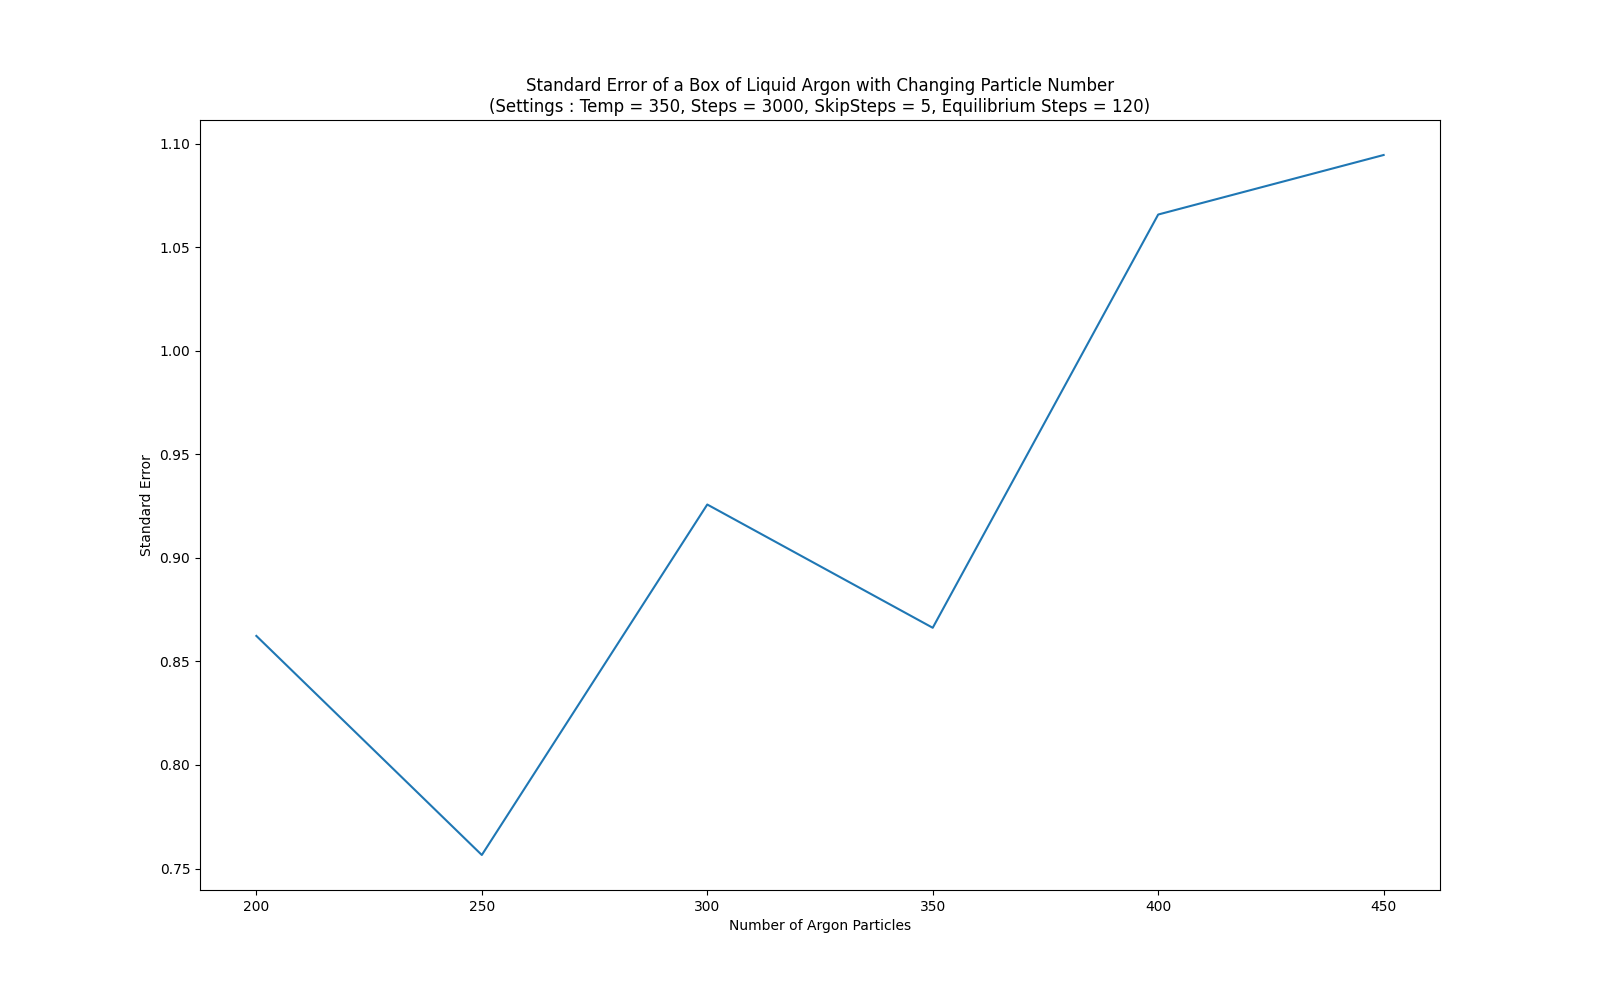 Standard Error of a Box of Liquid Argon with Changing Particle Number
(Settings : Temp = 350, Steps = 3000, SkipSteps = 5, Equilibrium Steps = 120)
1.10
1.05
1.00
0.95
0.90
0.85
0.80
0.75
Standard Error
200 250 300 350 400 450
Number of Argon Particles